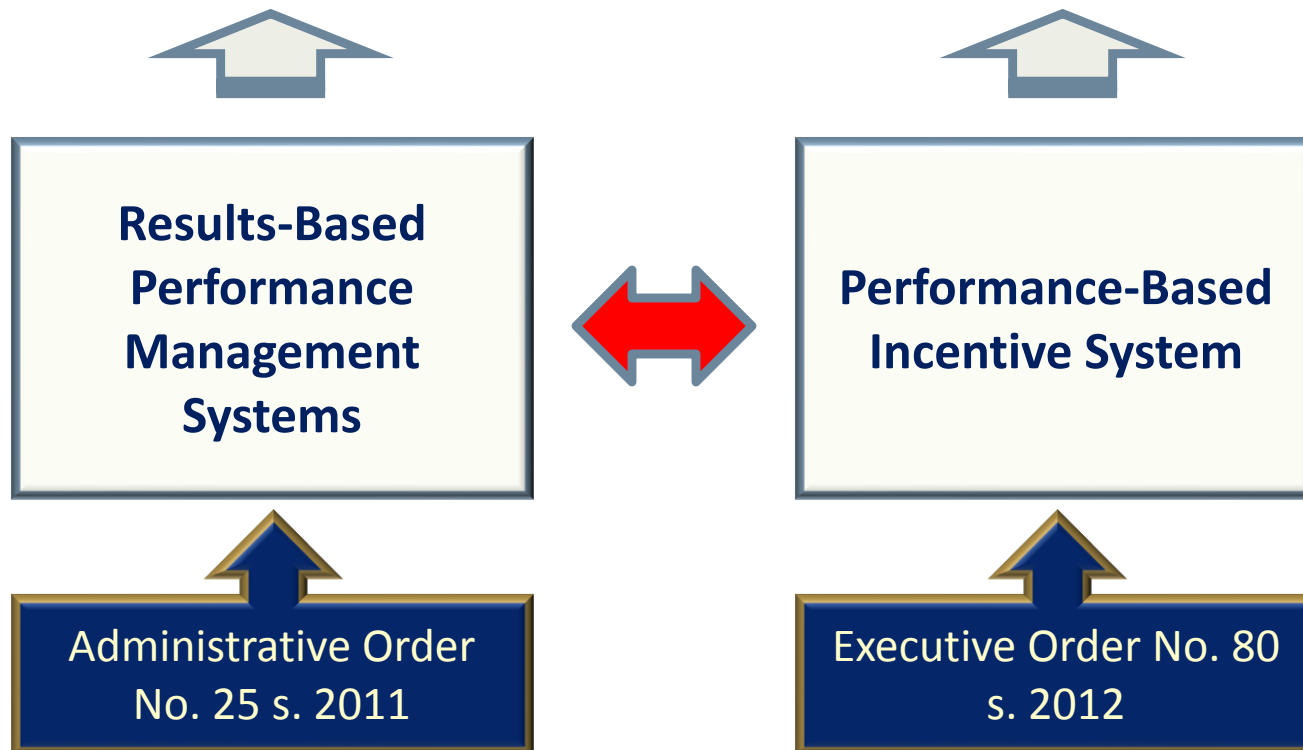 Results-Based
Performance
Management
Systems
Performance-Based
Incentive System
Administrative Order
No. 25 s. 2011
Executive Order No. 80
s. 2012